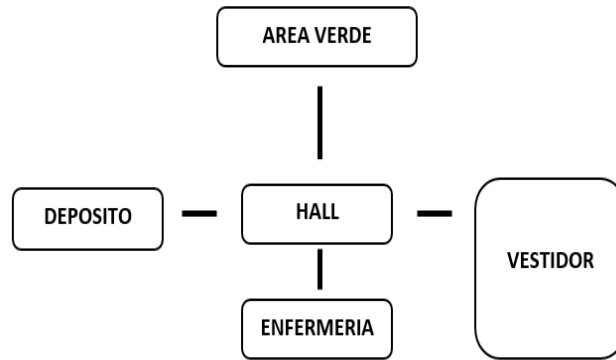 AREA VERDE
DEPOSITO
HALL
VESTIDOR
ENFERMERIA